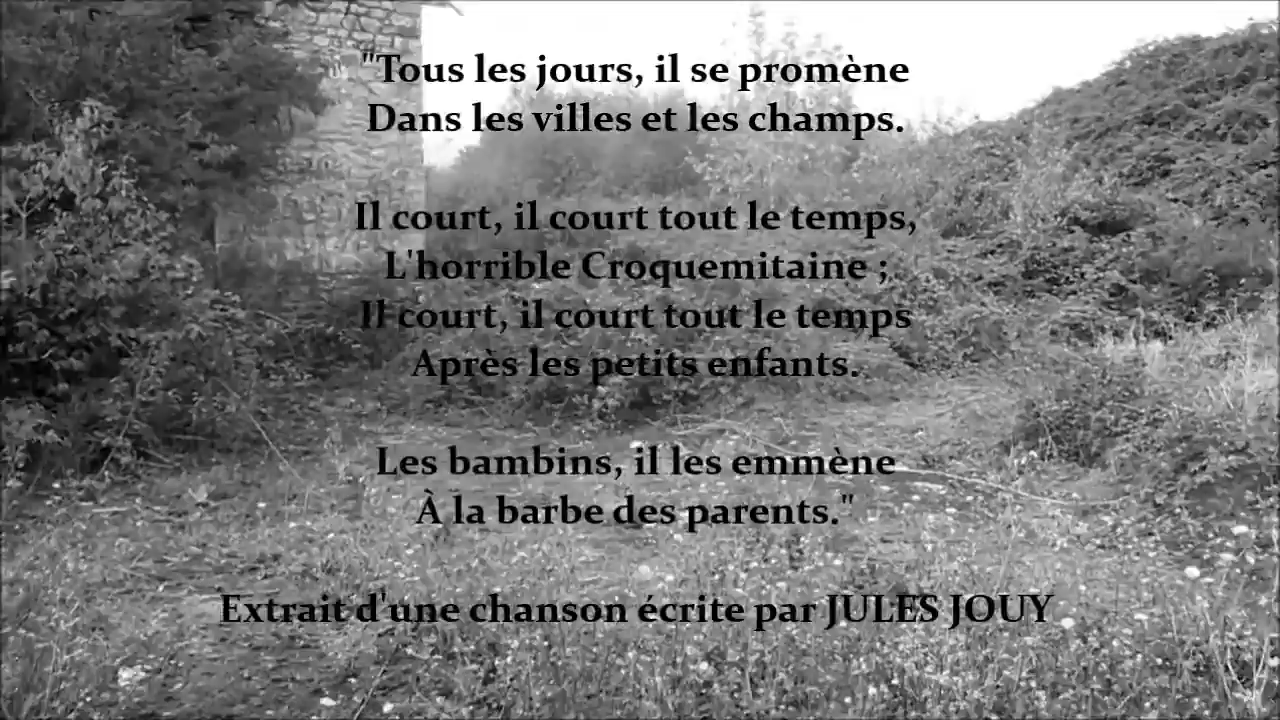 "Tous les jours, il se promène
Dans les villes et les champs.
Il court, il court tout le temps,
L'horrible Croquemitaine ;
Il court, il court tout le temps
Après les petits enfants.
Les bambins, il les emmène
À la barbe des parents."
Extrait d'une chanson écrite par JULES JOUY